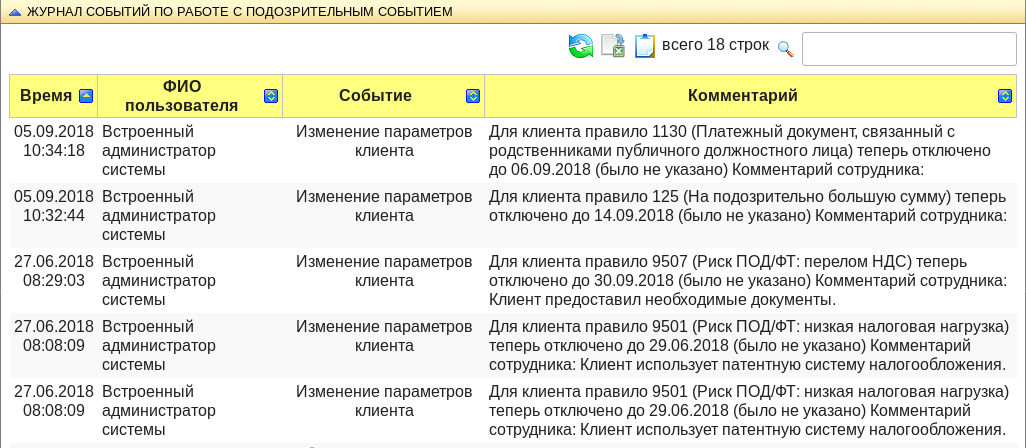 ЖУРНАЛ СОБЫТИЙ ПО РАБОТЕ С ПОДОЗРИТЕЛЬНЫМ СОБЫТИЕМ
всего 18 строк
Время
ФИО
пользователя
Событие
Комментарий
05.09.2018
10:34:18
Встроенный
администратор
системы
Изменение параметров
клиента
Для клиента правило 1130 (Платежный документ, связанный с
родственниками публичного должностного лица) теперь отключено
до 06.09.2018 (было не указано) Комментарий сотрудника:
05.09.2018
10:32:44
Встроенный
администратор
системы
Изменение параметров
клиента
Для клиента правило 125 (На подозрительно большую сумму) теперь
отключено до 14.09.2018 (было не указано) Комментарий сотрудника:
27.06.2018
08:29:03
Встроенный
администратор
системы
Изменение параметров
клиента
Для клиента правило 9507 (Риск ПОД/ФТ: перелом НДС) теперь
отключено до 30.09.2018 (было не указано) Комментарий сотрудника:
Клиент предоставил необходимые документы.
27.06.2018
08:08:09
Встроенный
администратор
системы
Изменение параметров
клиента
Для клиента правило 9501 (Риск ПОД/ФТ: низкая налоговая нагрузка)
теперь отключено до 29.06.2018 (было не указано) Комментарий
сотрудника: Клиент использует патентную систему налогообложения.
27.06.2018
08:08:09
Встроенный
администратор
системы
Изменение параметров
клиента
Для клиента правило 9501 (Риск ПОД/ФТ: низкая налоговая нагрузка)
теперь отключено до 29.06.2018 (было не указано) Комментарий
сотрудника: Клиент использует патентную систему налогообложения.